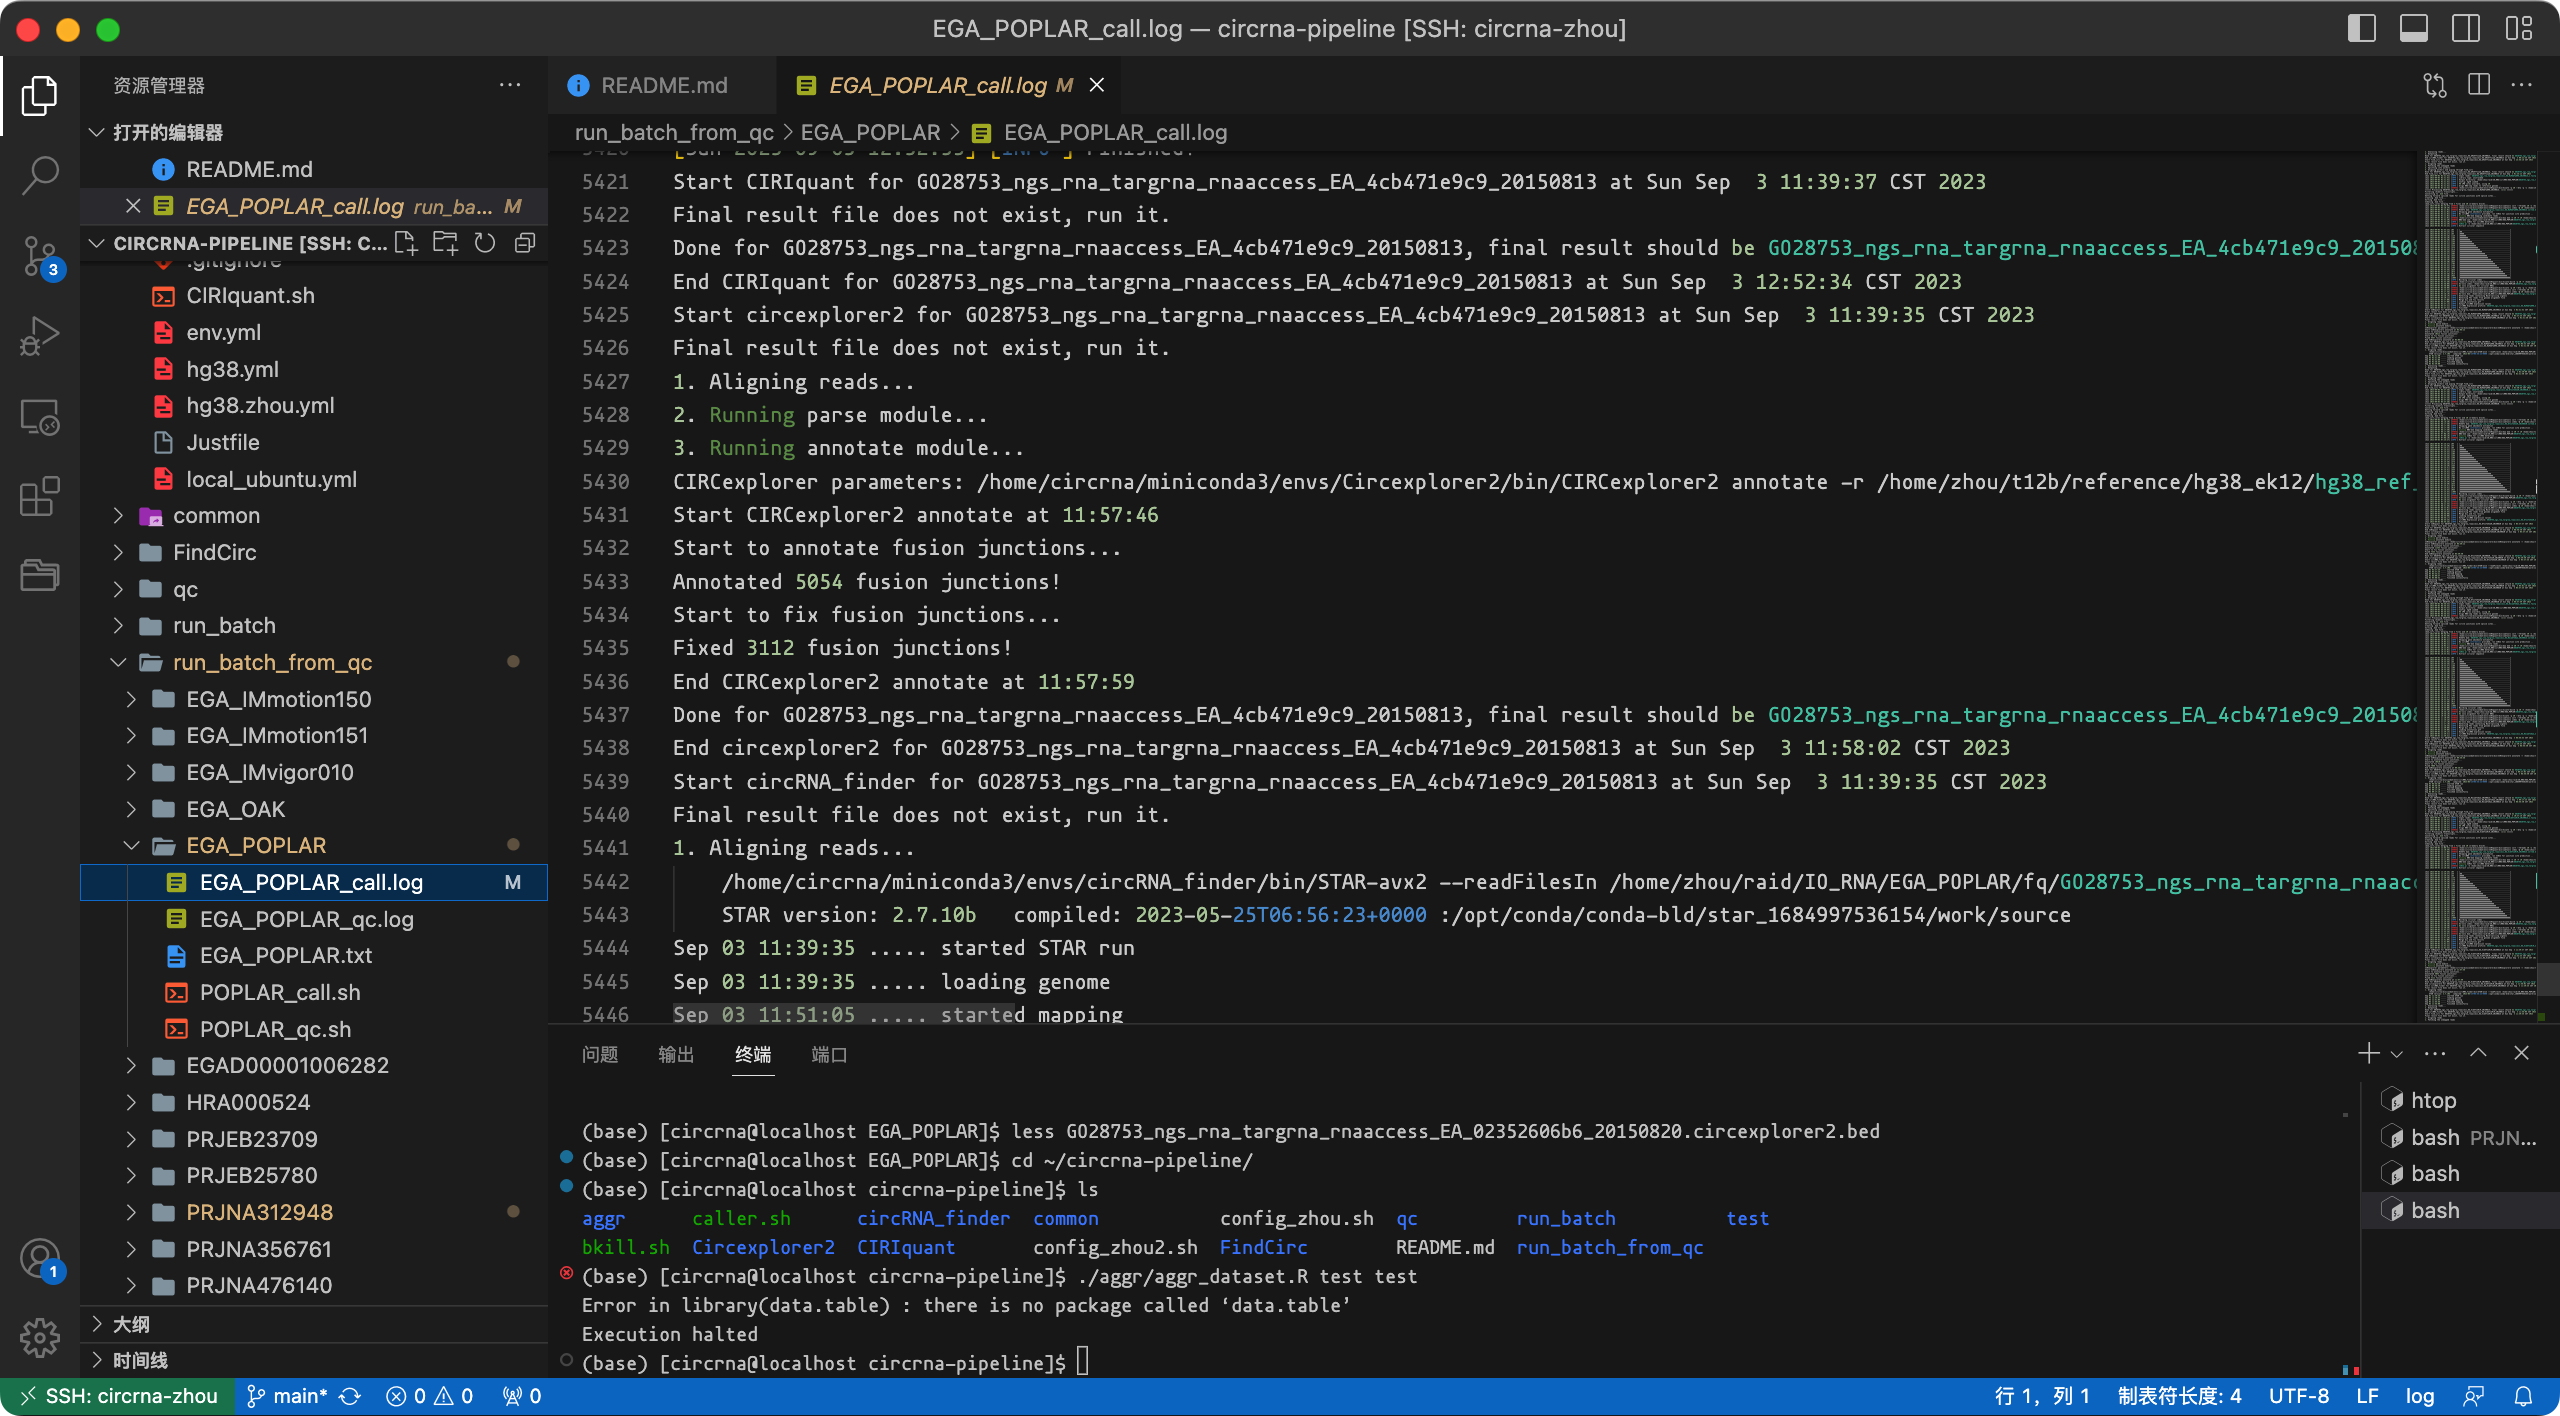 EGA_POPLAR_call.log — circrna-pipeline [SSH: circrna-zhou]
资源管理器
打开的编辑器
README.md
EGA_POPLAR_call.log run_ba... M
CIRCRNA-PIPELINE [SSH: C...
.gitignore
CIRIquant.sh
env.yml
hg38.yml
hg38.zhou.yml
Justfile
local_ubuntu.yml
common
FindCirc
qc
run_batch
run_batch_from_qc
EGA_IMmotion150
EGA_IMmotion151
EGA_IMvigor010
EGA_OAK
EGA_POPLAR
EGA_POPLAR_call.log M
EGA_POPLAR_qc.log
EGA_POPLAR.txt
POPLAR_call.sh
POPLAR_qc.sh
EGAD00001006282
HRA000524
PRJEB23709
PRJEB25780
PRJNA312948
PRJNA356761
PRJNA476140
大纲
时间线
3
1
README.md
EGA_POPLAR_call.log M
run_batch_from_qc > EGA_POPLAR > EGA_POPLAR_call.log
5421 Start CIRIquant for GO28753_ngs_rna_targrna_rnaaccess_EA_4cb471e9c9_20150813 at Sun Sep  3 11:39:37 CST 2023
5422 Final result file does not exist, run it.
5423 Done for GO28753_ngs_rna_targrna_rnaaccess_EA_4cb471e9c9_20150813, final result should be GO28753_ngs_rna_targrna_rnaaccess_EA_4cb471e9c9_201508
5424 End CIRIquant for GO28753_ngs_rna_targrna_rnaaccess_EA_4cb471e9c9_20150813 at Sun Sep  3 12:52:34 CST 2023
5425 Start circexplorer2 for GO28753_ngs_rna_targrna_rnaaccess_EA_4cb471e9c9_20150813 at Sun Sep  3 11:39:35 CST 2023
5426 Final result file does not exist, run it.
5427 1. Aligning reads...
5428 2. Running parse module...
5429 3. Running annotate module...
5430 CIRCexplorer parameters: /home/circrna/miniconda3/envs/Circexplorer2/bin/CIRCexplorer2 annotate -r /home/zhou/t12b/reference/hg38_ek12/hg38_ref_
5431 Start CIRCexplorer2 annotate at 11:57:46
5432 Start to annotate fusion junctions...
5433 Annotated 5054 fusion junctions!
5434 Start to fix fusion junctions...
5435 Fixed 3112 fusion junctions!
5436 End CIRCexplorer2 annotate at 11:57:59
5437 Done for GO28753_ngs_rna_targrna_rnaaccess_EA_4cb471e9c9_20150813, final result should be GO28753_ngs_rna_targrna_rnaaccess_EA_4cb471e9c9_201508
5438 End circexplorer2 for GO28753_ngs_rna_targrna_rnaaccess_EA_4cb471e9c9_20150813 at Sun Sep  3 11:58:02 CST 2023
5439 Start circRNA_finder for GO28753_ngs_rna_targrna_rnaaccess_EA_4cb471e9c9_20150813 at Sun Sep  3 11:39:35 CST 2023
5440 Final result file does not exist, run it.
5441 1. Aligning reads...
5442 /home/circrna/miniconda3/envs/circRNA_finder/bin/STAR-avx2 --readFilesIn /home/zhou/raid/IO_RNA/EGA_POPLAR/fq/GO28753_ngs_rna_targrna_rnaacc
5443 STAR version: 2.7.10b   compiled: 2023-05-25T06:56:23+0000 :/opt/conda/conda-bld/star_1684997536154/work/source
5444 Sep 03 11:39:35 ..... started STAR run
5445 Sep 03 11:39:35 ..... loading genome
5446 Sep 03 11:51:05 ..... started mapping
问题 输出 终端 端口
(base) [circrna@localhost EGA_POPLAR]$ less GO28753_ngs_rna_targrna_rnaaccess_EA_02352606b6_20150820.circexplorer2.bed
(base) [circrna@localhost EGA_POPLAR]$ cd ~/circrna-pipeline/
(base) [circrna@localhost circrna-pipeline]$ ls
aggr caller.sh circRNA_finder common config_zhou.sh qc run_batch test
bkill.sh Circexplorer2 CIRIquant config_zhou2.sh FindCirc README.md run_batch_from_qc
(base) [circrna@localhost circrna-pipeline]$ ./aggr/aggr_dataset.R test test
Error in library(data.table) : there is no package called ‘data.table’
Execution halted
(base) [circrna@localhost circrna-pipeline]$
htop
bash PRJN...
bash
bash
SSH: circrna-zhou main* 0 0 0 行 1，列 1 制表符长度: 4 UTF-8 LF log